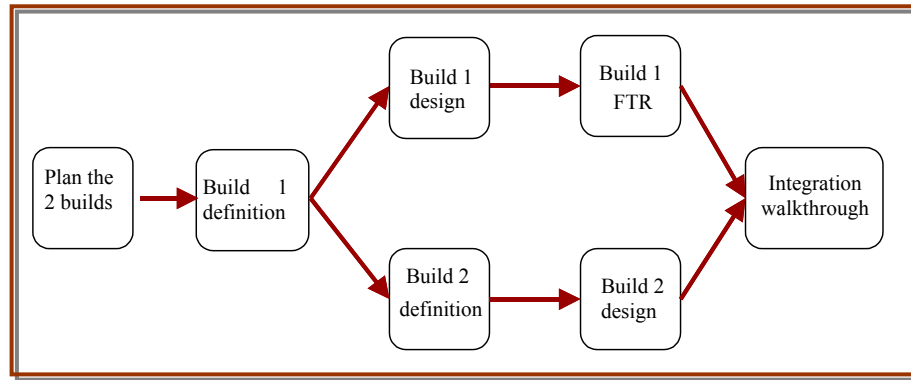 Plan the
2 builds
Build 1
definition
Build 1
design
Build 1
FTR
Build 2
definition
Build 2
design
Integration
walkthrough